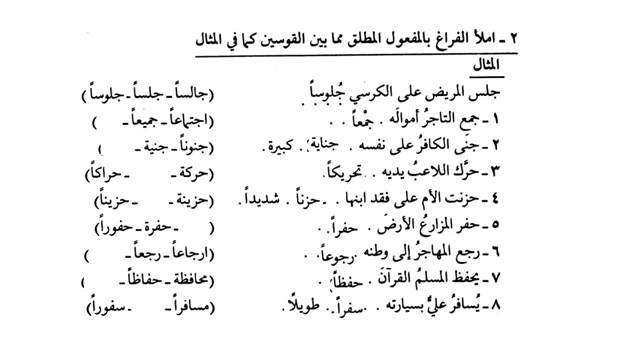 ٢ ـ املأ الفراغ بالمفعول المطلق مما بين القوسين كما في المثال
المثال
جلس المريض على الكرسي جُلوساً (جالساً ـ جلساً ـ جلوساً)
١ ـ جمع التاجرُ أموالَه . جمْعاً . . (اجتماعاً ـ جميعاً ـ )
٢ ـ جنَى الكافرُ على نفسه . جناية . كبيرة. (جنوناً ـ جنية ـ )
٣ ـ حرَّك اللاعبُ يديه . تحريكاً. (حركة ـ حراكاً)
٤ ـ حزنت الأم على فقد ابنها . . حزناً . شديداً. (حزينة ـ حزيناً)
٥ ـ حفر المزارعُ الأرضَ . حفراً. . ( ـ حفرة ـ حفوراً)
٦ ـ رجع المهاجرُ إلى وطنه . رجوعاً. . (ارجاعاً ـ رجعاً ـ )
٧ ـ يحفظ المسلمُ القرآنَ . حفظاً. . (محافظة ـ حفاظاً ـ )
٨ ـ يُسافرُ عليٌّ بسيارته . . سفراً. . طويلًا. (مسافراً ـ ـ سفوراً)